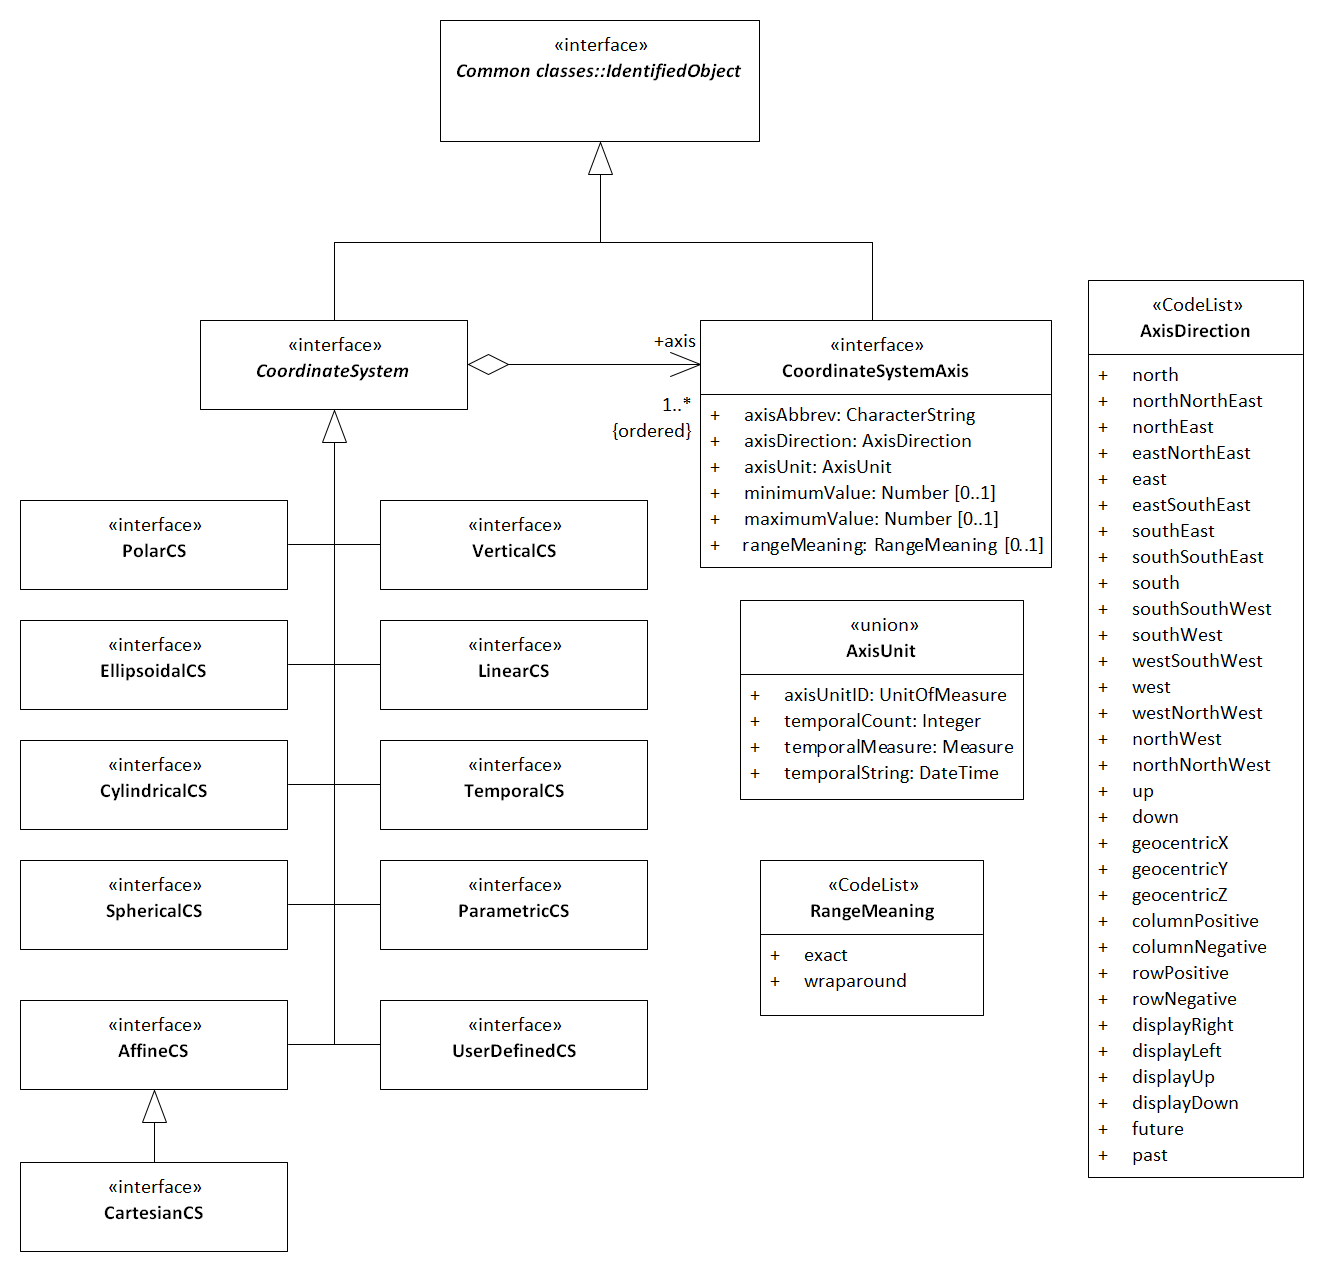 «interface»
Common classes::IdentifiedObject
«interface»
CoordinateSystem
+axis
1..*
{ordered}
«interface»
CoordinateSystemAxis
+ axisAbbrev: CharacterString
+ axisDirection: AxisDirection
+ axisUnit: AxisUnit
+ minimumValue: Number [0..1]
+ maximumValue: Number [0..1]
+ rangeMeaning: RangeMeaning [0..1]
«interface»
PolarCS
«interface»
VerticalCS
«interface»
EllipsoidalCS
«interface»
LinearCS
«interface»
CylindricalCS
«interface»
TemporalCS
«interface»
SphericalCS
«interface»
ParametricCS
«interface»
AffineCS
«interface»
UserDefinedCS
«interface»
CartesianCS
«union»
AxisUnit
+ axisUnitID: UnitOfMeasure
+ temporalCount: Integer
+ temporalMeasure: Measure
+ temporalString: DateTime
«CodeList»
RangeMeaning
+ exact
+ wraparound
«CodeList»
AxisDirection
+ north
+ northNorthEast
+ northEast
+ eastNorthEast
+ east
+ eastSouthEast
+ southEast
+ southSouthEast
+ south
+ southSouthWest
+ southWest
+ westSouthWest
+ west
+ westNorthWest
+ northWest
+ northNorthWest
+ up
+ down
+ geocentricX
+ geocentricY
+ geocentricZ
+ columnPositive
+ columnNegative
+ rowPositive
+ rowNegative
+ displayRight
+ displayLeft
+ displayUp
+ displayDown
+ future
+ past